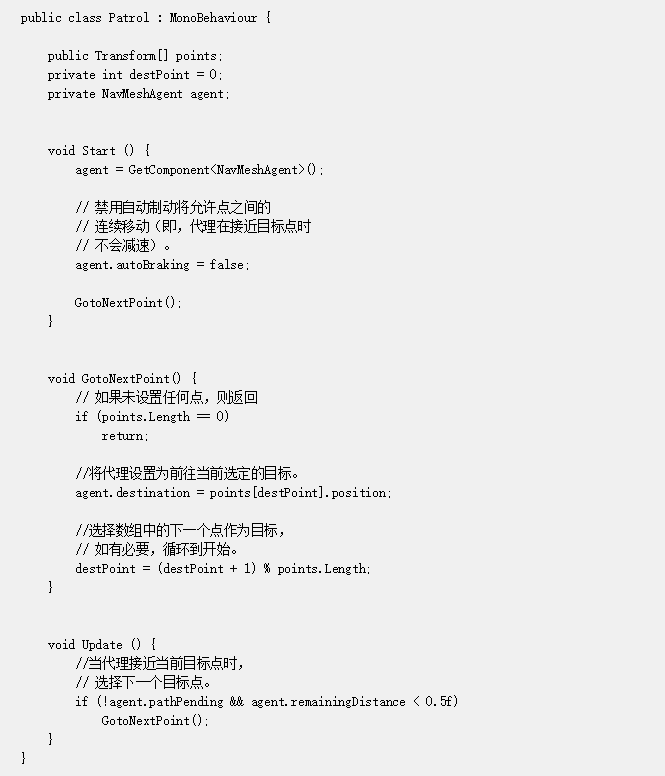 public class Patrol : MonoBehaviour {
public Transform[] points;
private int destPoint = 0;
private NavMeshAgent agent;
void Start () {
agent = GetComponent<NavMeshAgent>();
// 禁用自动制动将允许点之间的
// 连续移动（即，代理在接近目标点时
// 不会减速）。
agent.autoBraking = false;
GotoNextPoint();
}
void GotoNextPoint() {
// 如果未设置任何点，则返回
if (points.Length == 0)
return;
//将代理设置为前往当前选定的目标。
agent.destination = points[destPoint].position;
//选择数组中的下一个点作为目标，
// 如有必要，循环到开始。
destPoint = (destPoint + 1) % points.Length;
}
void Update () {
//当代理接近当前目标点时，
// 选择下一个目标点。
if (!agent.pathPending && agent.remainingDistance < 0.5f)
GotoNextPoint();
}
}